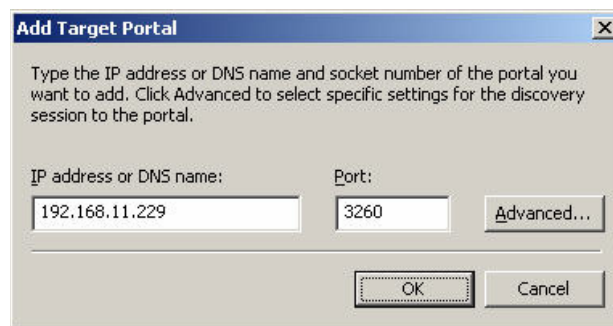 Add Target Portal
Type the IP address or DNS name and socket number of the portal you
want to add. Click Advanced to select specific settings for the discovery
session to the portal.
IP address or DNS name: Port:
192.168.11.229 3260 Advanced...
OK Cancel